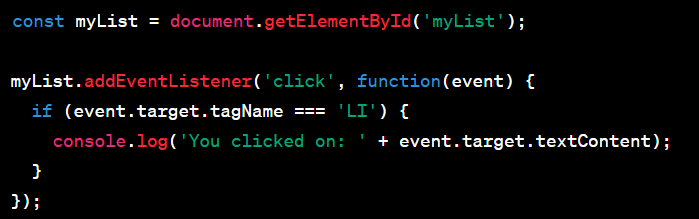 const myList = document.getElementById('myList');

myList.addEventListener('click', function(event) {
  if (event.target.tagName === 'LI') {
    console.log('You clicked on: ' + event.target.textContent);
  }
});